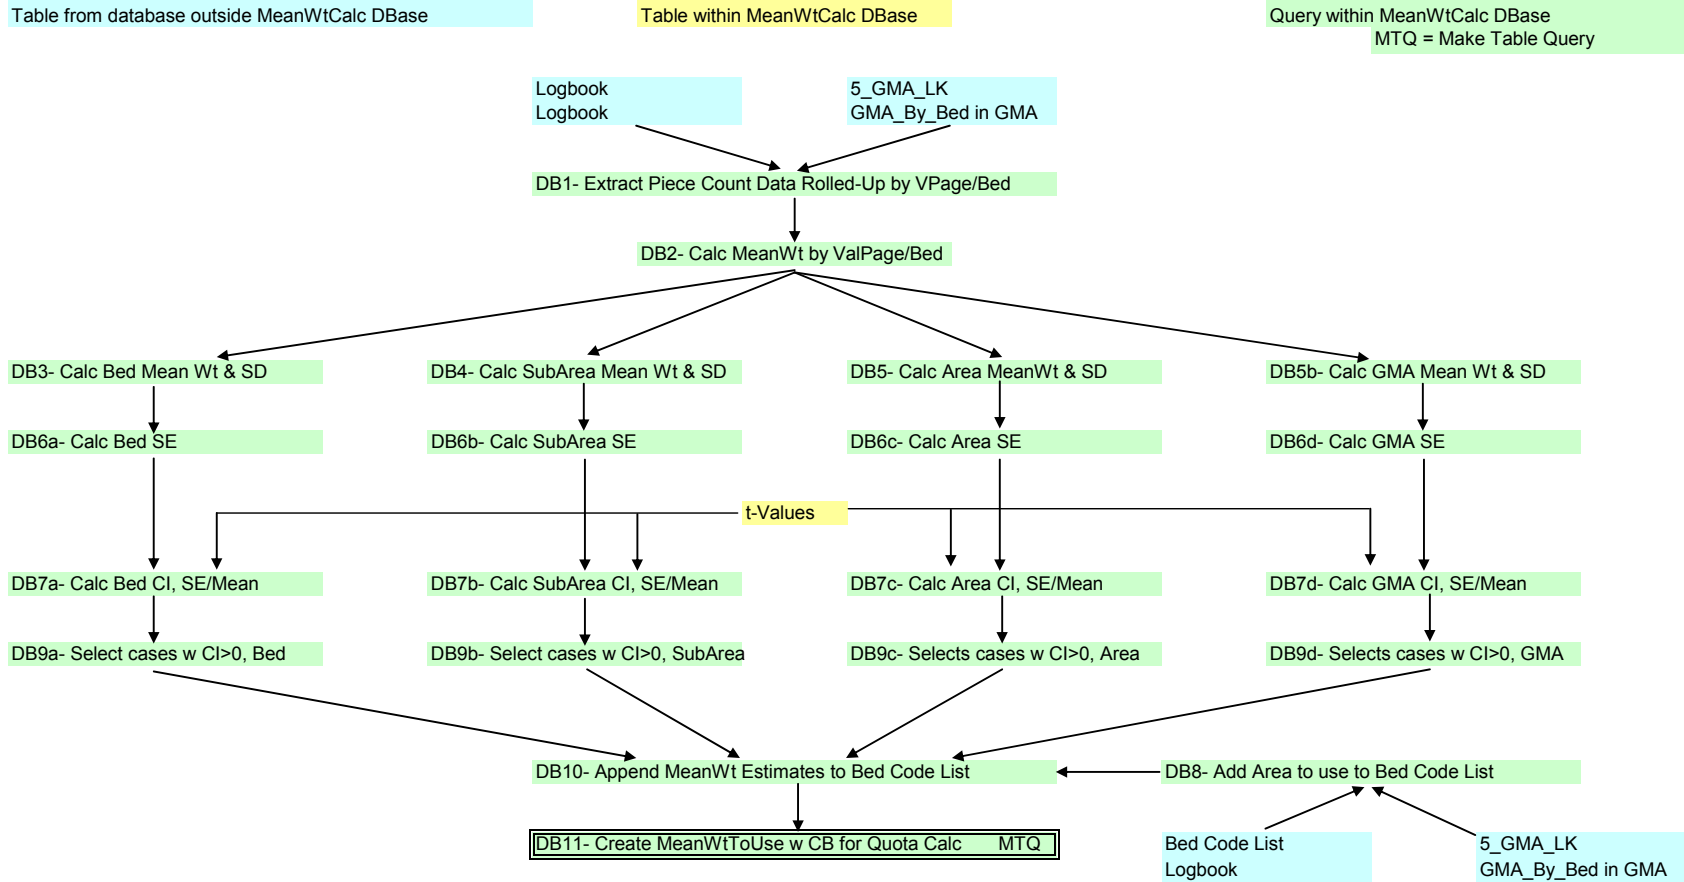 Table from database outside MeanWtCalc DBase
Table within MeanWtCalc DBase
Query within MeanWtCalc DBase
MTQ = Make Table Query
Logbook
Logbook
5_GMA_LK
GMA_By_Bed in GMA
DB1- Extract Piece Count Data Rolled-Up by VPage/Bed
DB2- Calc MeanWt by ValPage/Bed
DB3- Calc Bed Mean Wt & SD
DB4- Calc SubArea Mean Wt & SD
DB5- Calc Area MeanWt & SD
DB5b- Calc GMA Mean Wt & SD
DB6a- Calc Bed SE
DB6b- Calc SubArea SE
DB6c- Calc Area SE
DB6d- Calc GMA SE
t-Values
DB7a- Calc Bed CI, SE/Mean
DB7b- Calc SubArea CI, SE/Mean
DB7c- Calc Area CI, SE/Mean
DB7d- Calc GMA CI, SE/Mean
DB9a- Select cases w CI>0, Bed
DB9b- Select cases w CI>0, SubArea
DB9c- Selects cases w CI>0, Area
DB9d- Selects cases w CI>0, GMA
DB10- Append MeanWt Estimates to Bed Code List
DB8- Add Area to use to Bed Code List
DB11- Create MeanWtToUse w CB for Quota Calc MTQ
Bed Code List
Logbook
5_GMA_LK
GMA_By_Bed in GMA